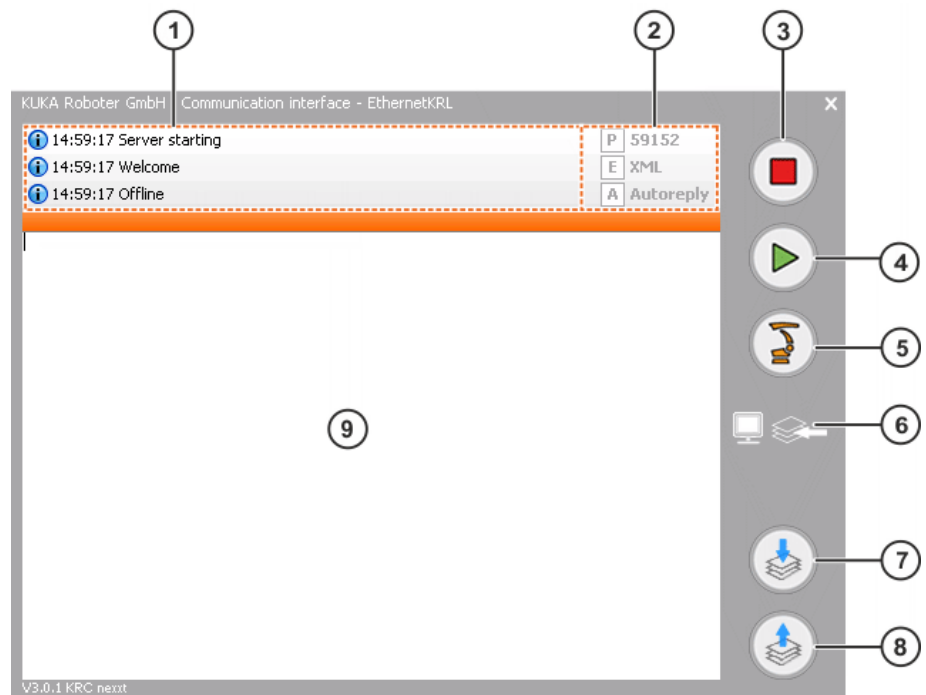 1
2
3
KUKA Roboter GmbH Communication interface - EthernetKRL
14:59:17 Server starting
P 59152
14:59:17 Welcome
E XML
14:59:17 Offline
A Autoreply
4
5
6
9
7
8
V3.0.1 KRC nexxt